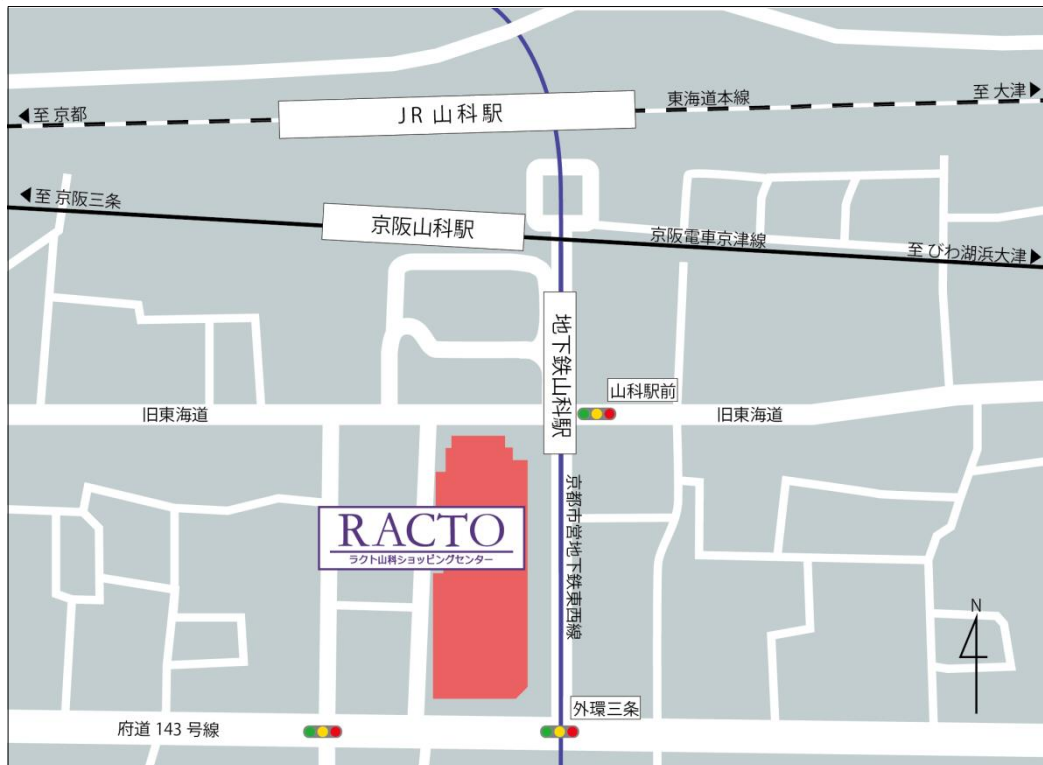 JR 山科駅
東海道本線
至 大津
至 京都
至 京阪三条
京阪山科駅
京阪電車京津線
至 びわ湖浜大津
地下鉄山科駅
山科駅前
旧東海道
旧東海道
京都市営地下鉄東西線
RACTO
ラクト山科ショッピングセンター
N
外環三条
府道 143 号線